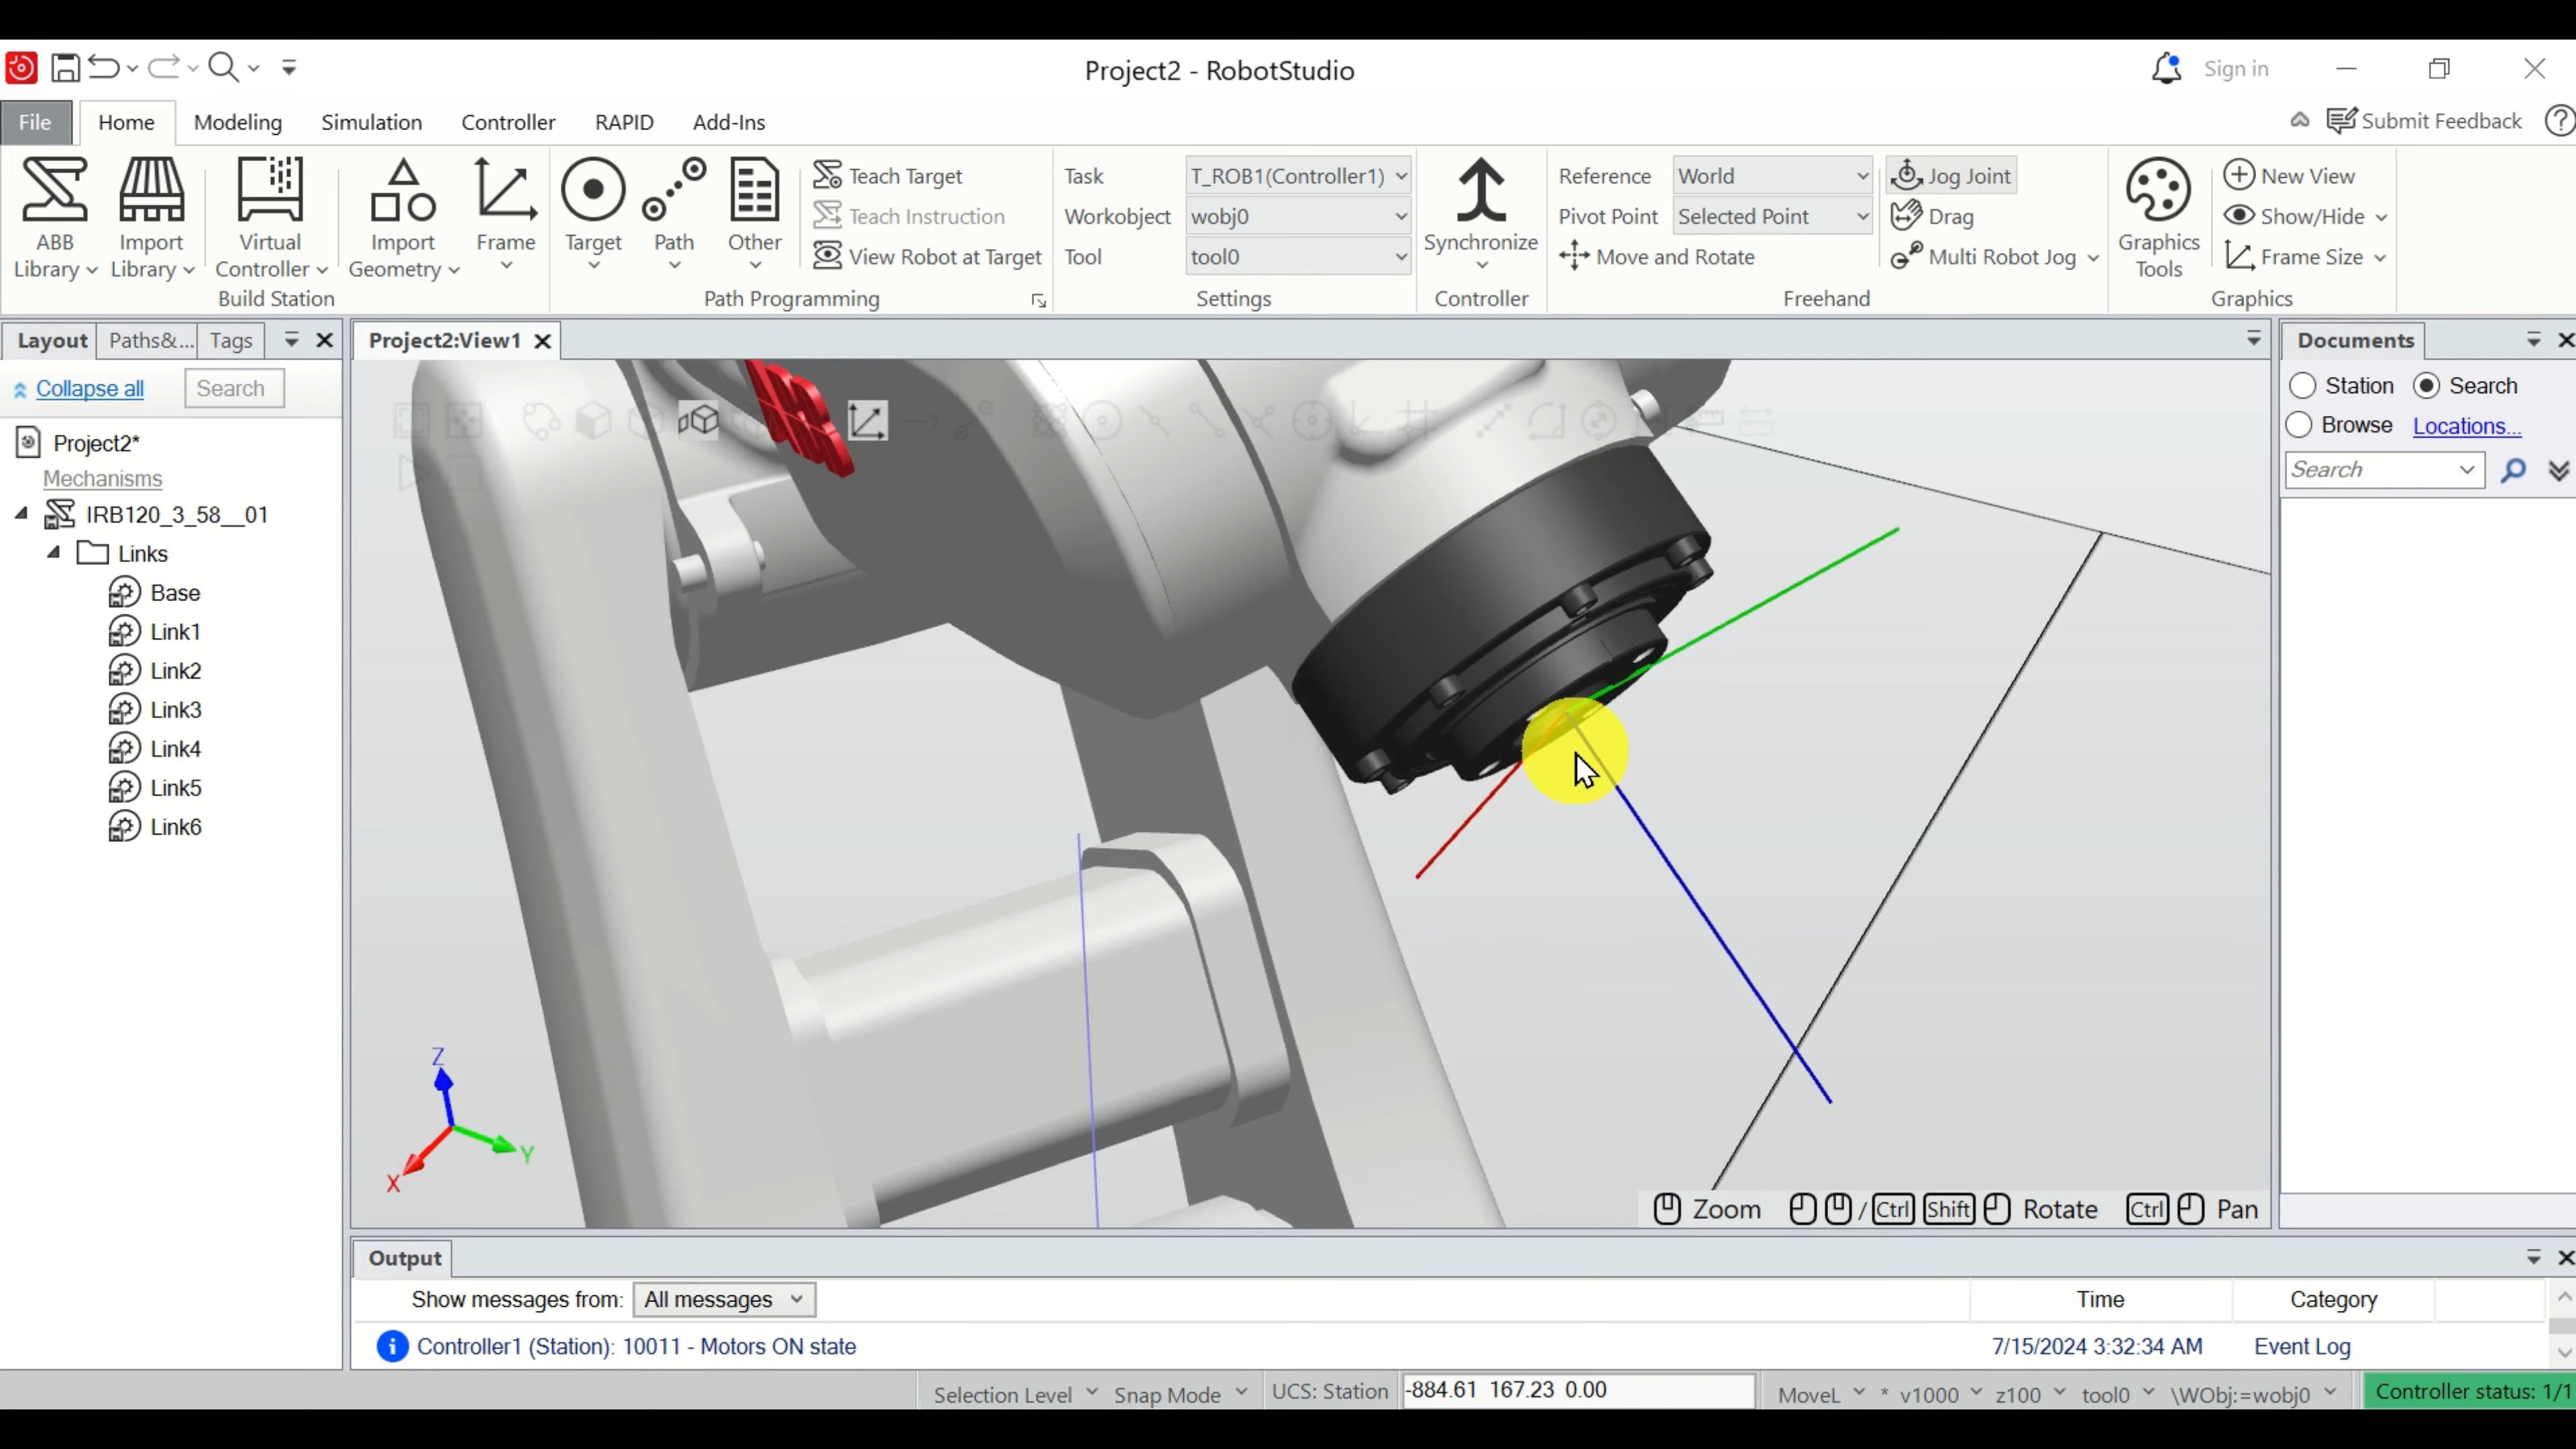 Project2 - RobotStudio
Sign in
File
Home
Modeling
Simulation
Controller
RAPID
Add-Ins
Submit Feedback
ABB Library
Import Library
Virtual Controller
Import Geometry
Frame
Build Station
Target
Path
Other
Teach Target
Teach Instruction
View Robot at Target
Path Programming
Task
T_ROB1(Controller1)
Workobject
wobj0
Tool
tool0
Settings
Synchronize
Controller
Reference
World
Pivot Point
Selected Point
Move and Rotate
Jog Joint
Drag
Multi Robot Jog
Freehand
Graphics Tools
New View
Show/Hide
Frame Size
Graphics
Layout
Paths&...
Tags
Collapse all
Search
Project2*
Mechanisms
IRB120_3_58__01
Links
Base
Link1
Link2
Link3
Link4
Link5
Link6
Project2:View1
Z
Y
X
Zoom
/ Ctrl Shift Rotate
Ctrl Pan
Documents
Station
Search
Browse
Locations...
Search
Output
Show messages from: All messages
Time
Category
Controller1 (Station): 10011 - Motors ON state
7/15/2024 3:32:34 AM
Event Log
Selection Level
Snap Mode
UCS: Station
-884.61 167.23 0.00
MoveL
* v1000
z100
tool0
\WObj:=wobj0
Controller status: 1/1